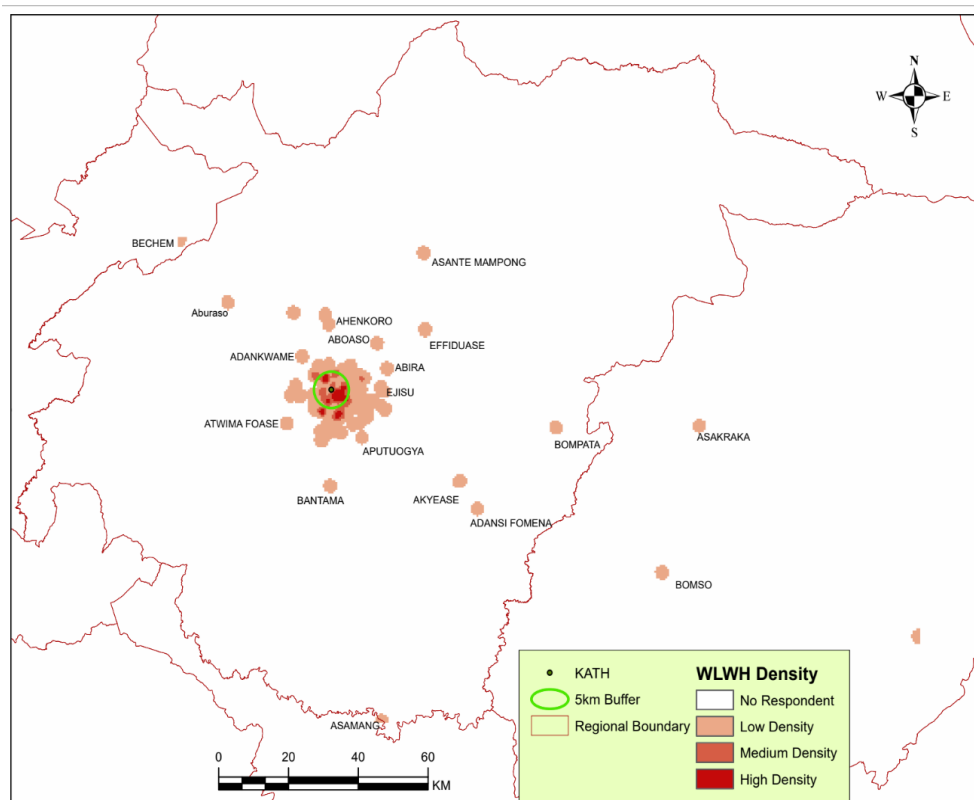 N
W E
S
BECHEM
ASANTE MAMPONG
Aburaso
AHENKORO
ABOASO
EFFIDUASE
ADANKWAME
ABIRA
EJISU
ATWIMA FOASE
APUTUOGYA
BOMPATA
ASAKRAKA
BANTAMA
AKYEASE
ADANSI FOMENA
BOMSO
ASAMANG
0 20 40 60
KM
KATH
5km Buffer
Regional Boundary
WLWH Density
No Respondent
Low Density
Medium Density
High Density